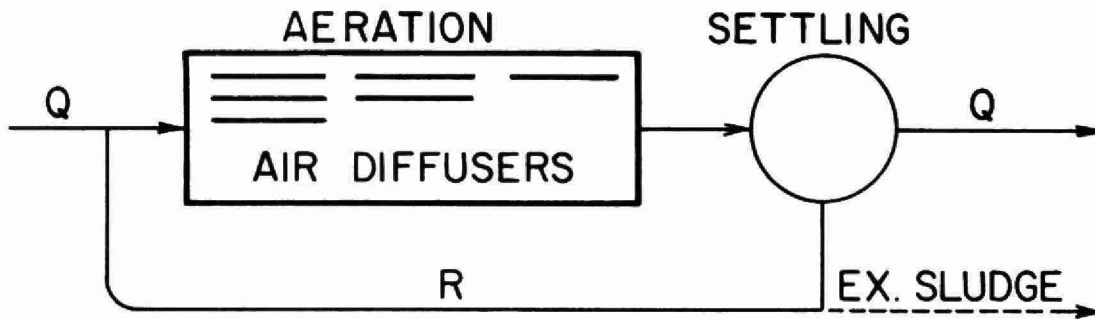 AERATION
SETTLING
Q
Q
AIR DIFFUSERS
R
EX. SLUDGE